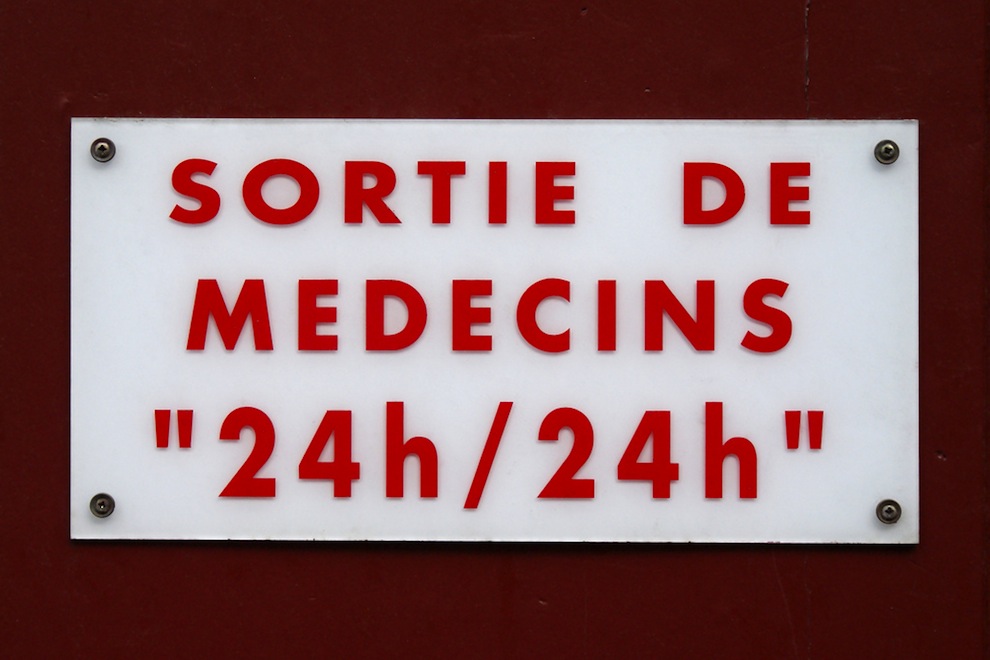 SORTIE DE
MEDECINS
"24h/24h"